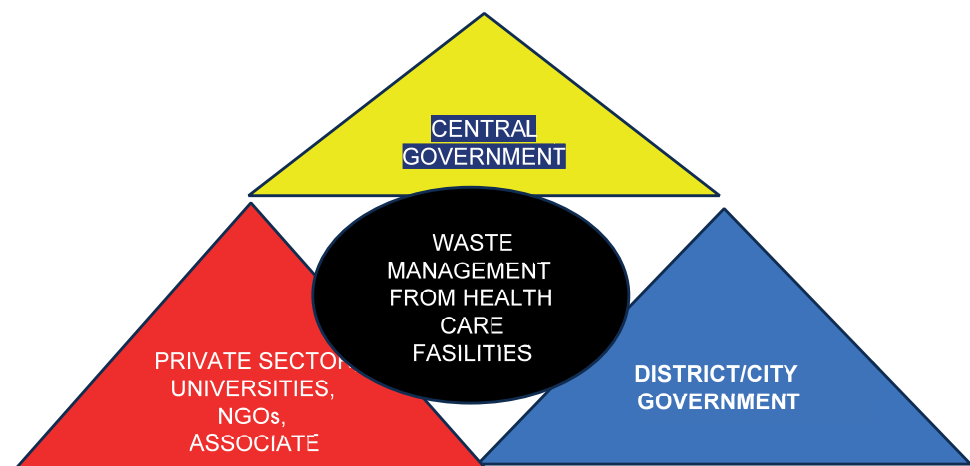 CENTRAL
GOVERNMENT
WASTE
MANAGEMENT
FROM HEALTH
CARE
FASILITIES
PRIVATE SECTOR
UNIVERSITIES,
NGOs,
ASSOCIATE
DISTRICT/CITY
GOVERNMENT